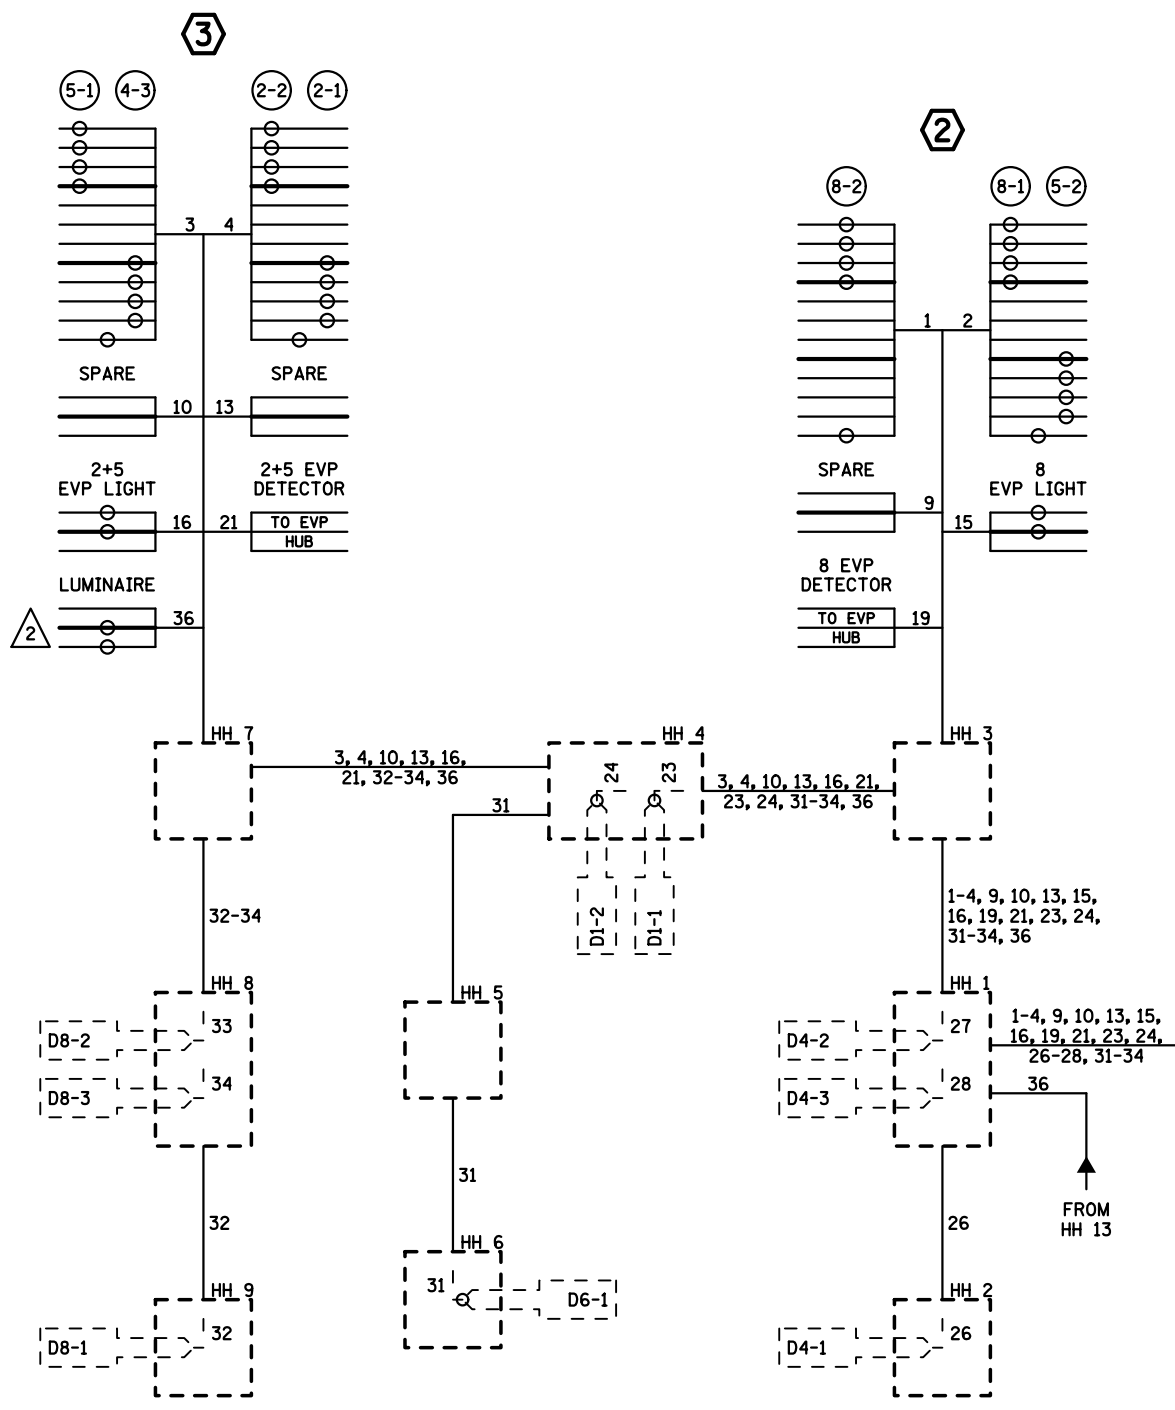 3
5-1 4-3 2-2 2-1
2
8-2 8-1 5-2
3 4
1 2
SPARE SPARE
10 13
2+5
EVP LIGHT
2+5 EVP
DETECTOR
16 21
TO EVP
HUB
SPARE
9
8
EVP LIGHT
15
LUMINAIRE
36
2
8 EVP
DETECTOR
TO EVP
HUB
19
HH 7
HH 4
HH 3
3, 4, 10, 13, 16,
21, 32-34, 36
24
23
3, 4, 10, 13, 16, 21,
23, 24, 31-34, 36
31
D1-2
D1-1
32-34
1-4, 9, 10, 13, 15,
16, 19, 21, 23, 24,
31-34, 36
HH 8
HH 5
HH 1
33
D8-2
34
D8-3
27
D4-2
28
D4-3
1-4, 9, 10, 13, 15,
16, 19, 21, 23, 24,
26-28, 31-34
36
FROM
HH 13
32
31
26
HH 9
HH 6
HH 2
32
D8-1
31
D6-1
26
D4-1